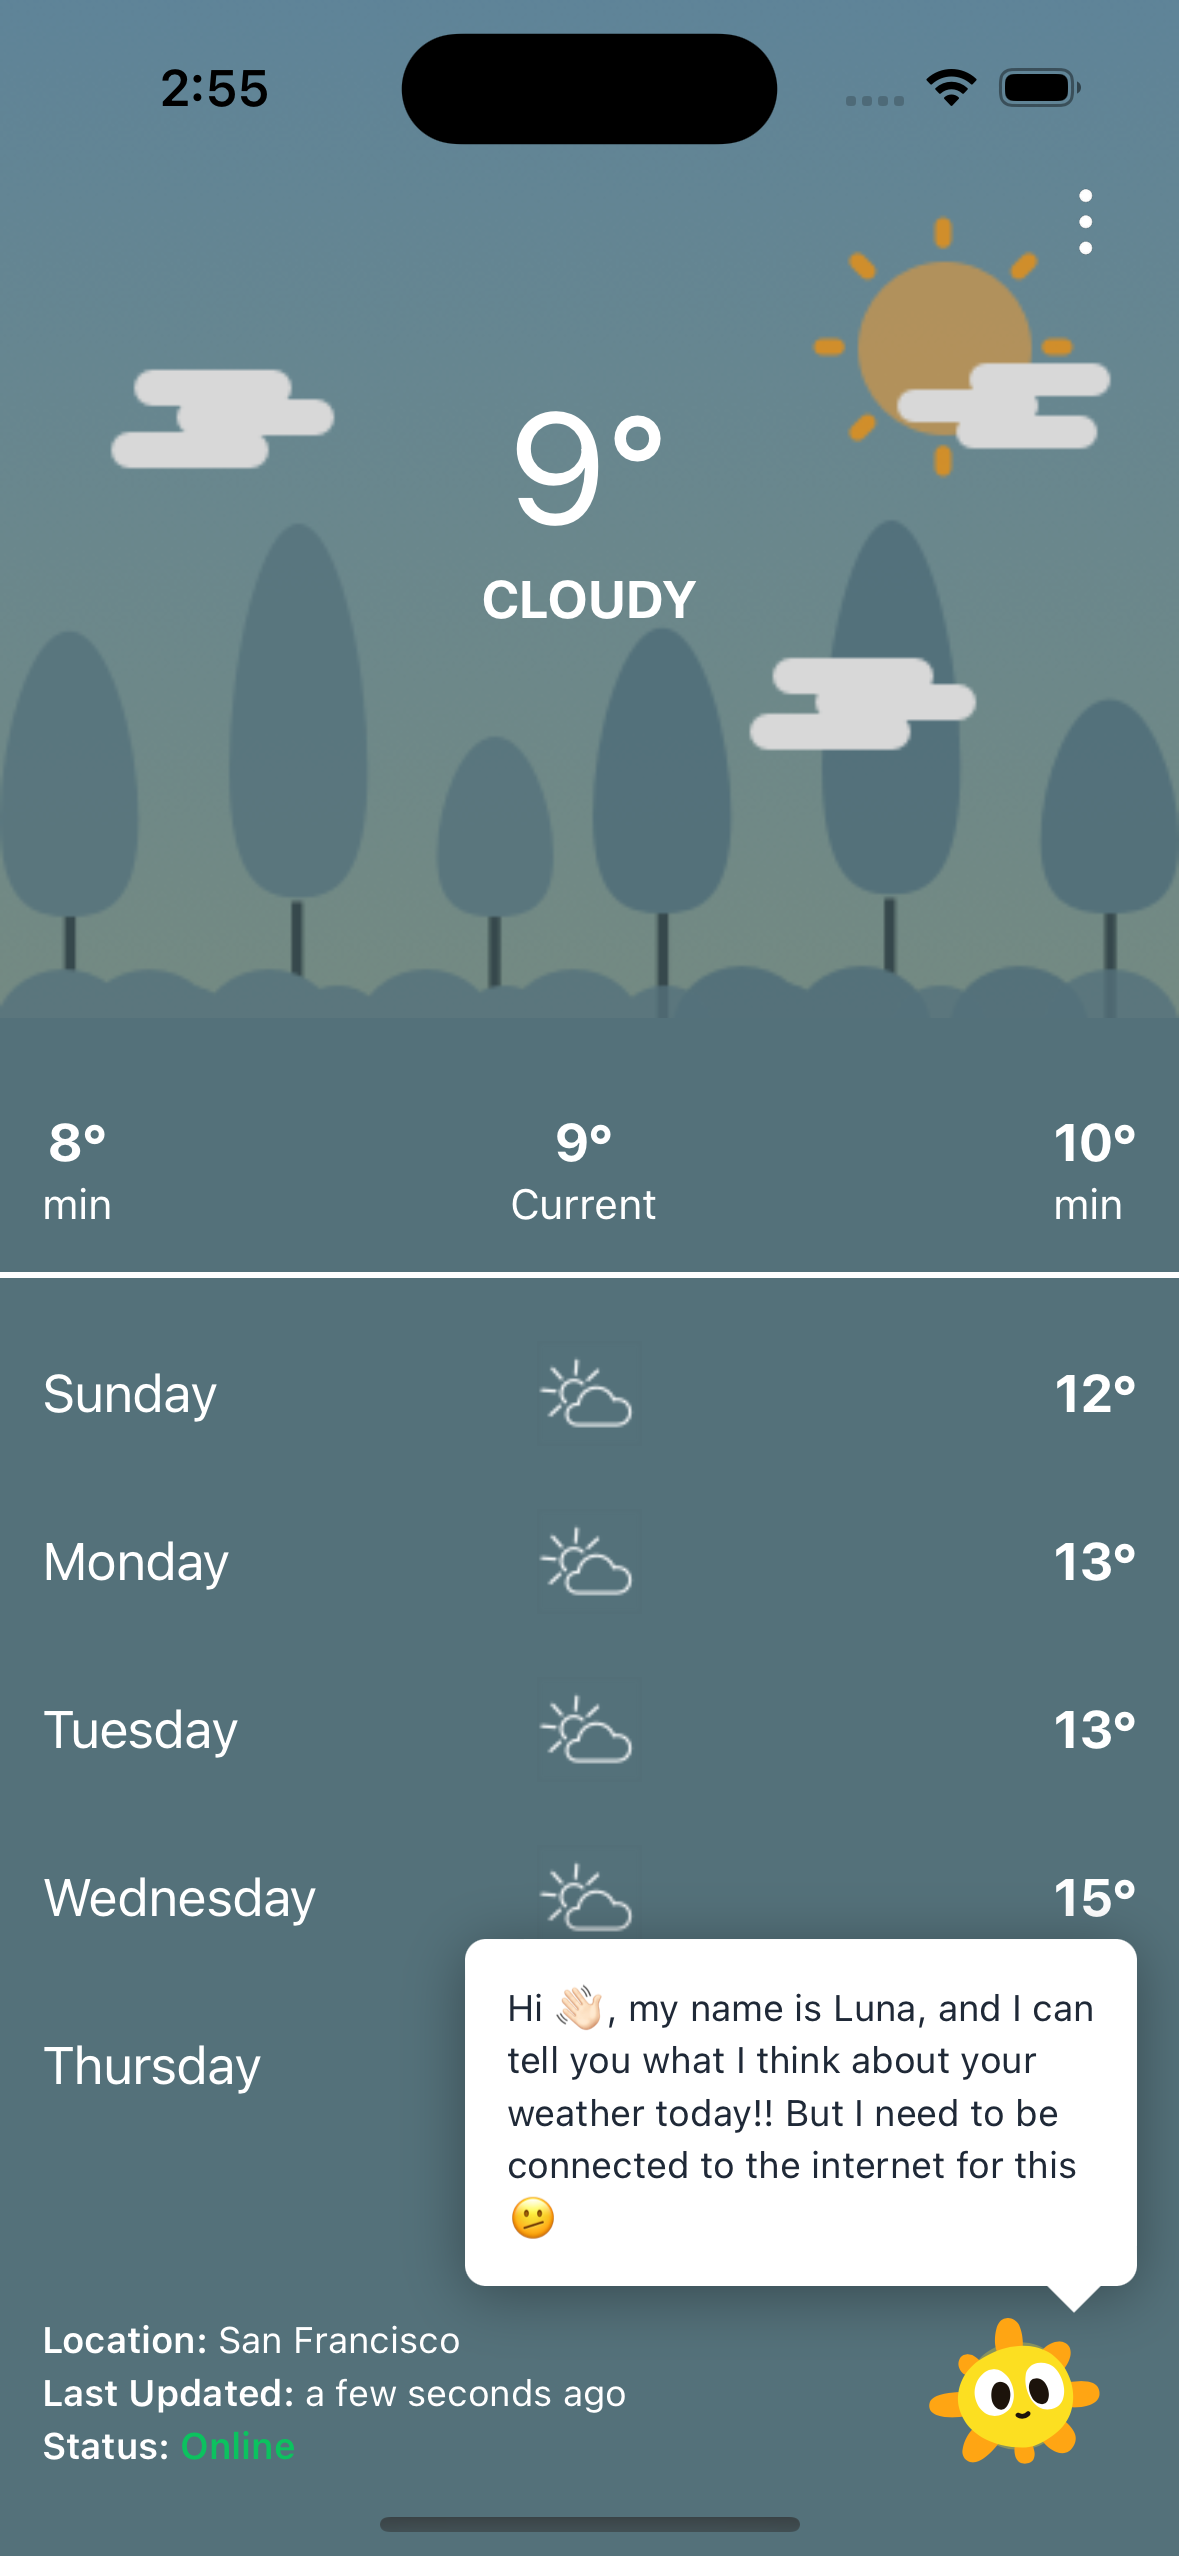 2:55
9°
CLOUDY
8°
min
9°
Current
10°
min
Sunday
12°
Monday
13°
Tuesday
13°
Wednesday
15°
Thursday
Hi 👋🏻, my name is Luna, and I can
tell you what I think about your
weather today!! But I need to be
connected to the internet for this
🫤
Location: San Francisco
Last Updated: a few seconds ago
Status: Online